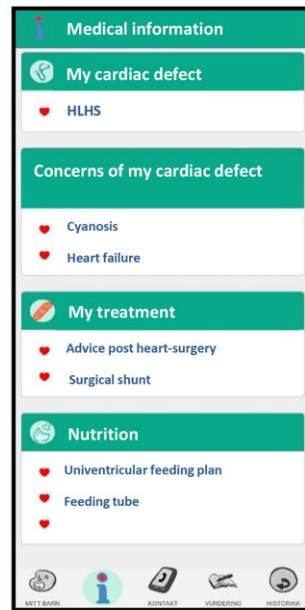 Medical information
My cardiac defect
HLHS
Concerns of my cardiac defect
Cyanosis
Heart failure
My treatment
Advice post heart-surgery
Surgical shunt
Nutrition
Univentricular feeding plan
Feeding tube
MITT BARN KONTAKT VURDERING HISTORIKK